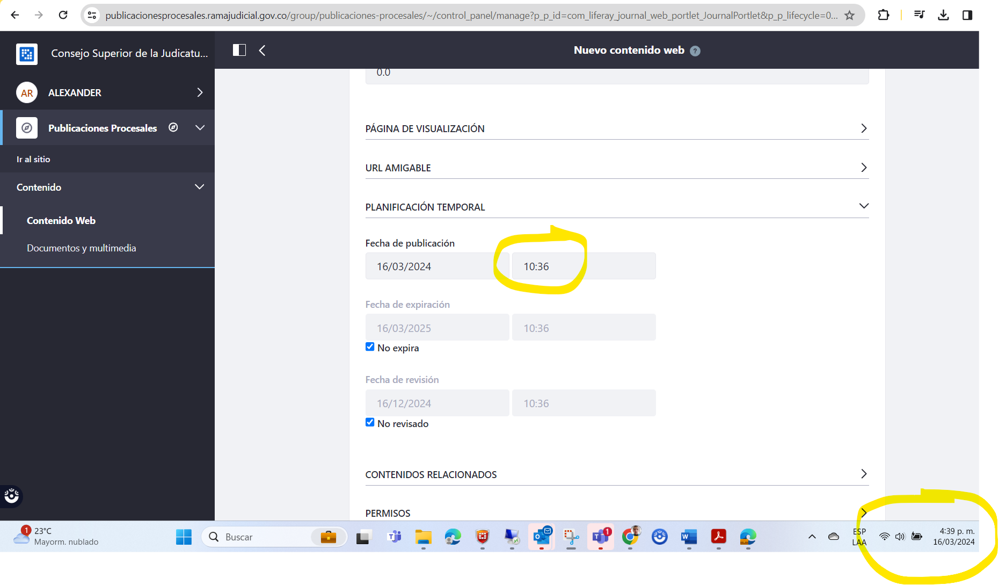 publicacionesprocesales.ramajudicial.gov.co/group/publicaciones-procesales/~/control_panel/manage?p_p_id=com_liferay_journal_web_portlet_JournalPortlet&p_p_lifecycle=0...
Consejo Superior de la Judicatu...
Nuevo contenido web ?
0.0
AR ALEXANDER
Publicaciones Procesales
Ir al sitio
Contenido
Contenido Web
Documentos y multimedia
PÁGINA DE VISUALIZACIÓN
URL AMIGABLE
PLANIFICACIÓN TEMPORAL
Fecha de publicación
16/03/2024 10:36
Fecha de expiración
16/03/2025 10:36
No expira
Fecha de revisión
16/12/2024 10:36
No revisado
CONTENIDOS RELACIONADOS
PERMISOS
1
23°C
Mayorm. nublado
Buscar
1
ESP
LAA
4:39 p. m.
16/03/2024